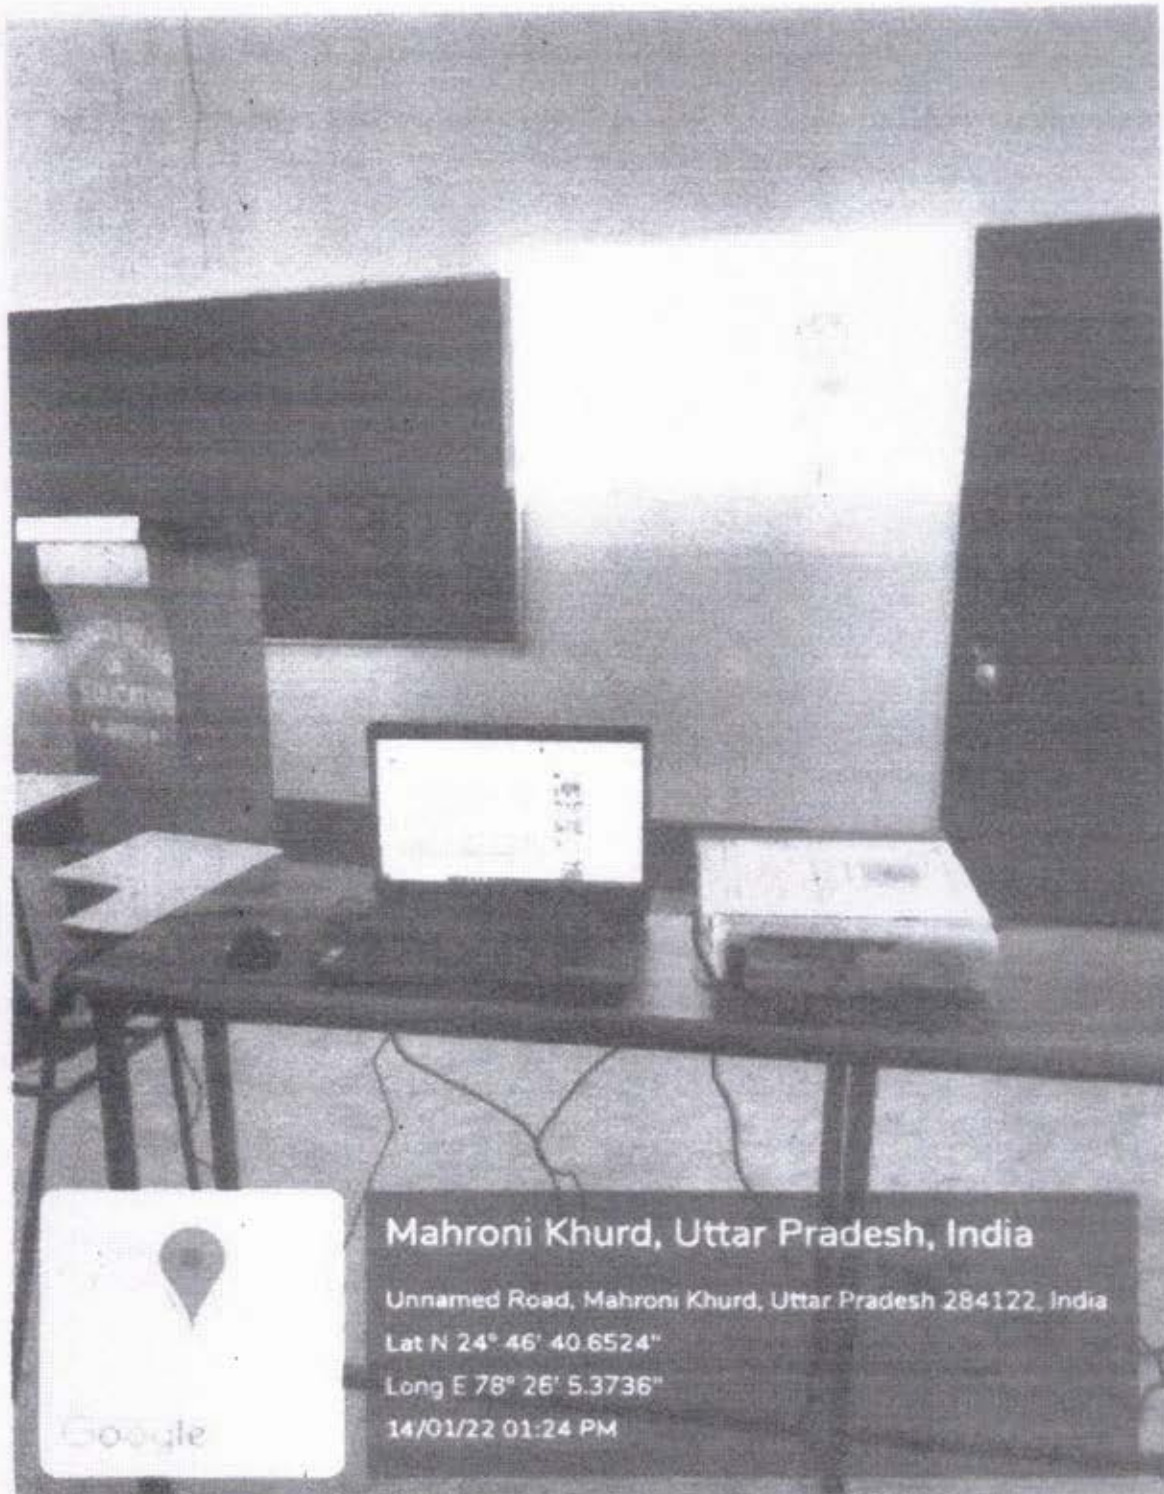 Mahroni Khurd, Uttar Pradesh, India
Unnamed Road, Mahroni Khurd, Uttar Pradesh 284122, India
Lat N 24° 46' 40.6524"
Long E 78° 26' 5.3736"
14/01/22 01:24 PM
Google